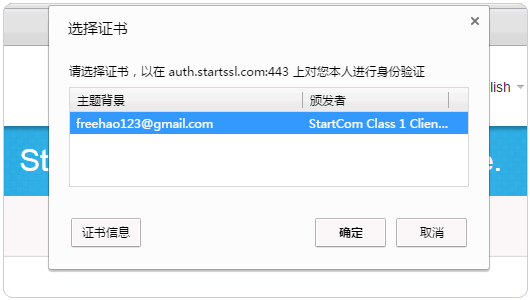 选择证书
请选择证书，以在 auth.startssl.com:443 上对您本人进行身份验证
lish
主题背景 颁发者
freehao123@gmail.com StartCom Class 1 Clien...
St e.
证书信息 确定 取消